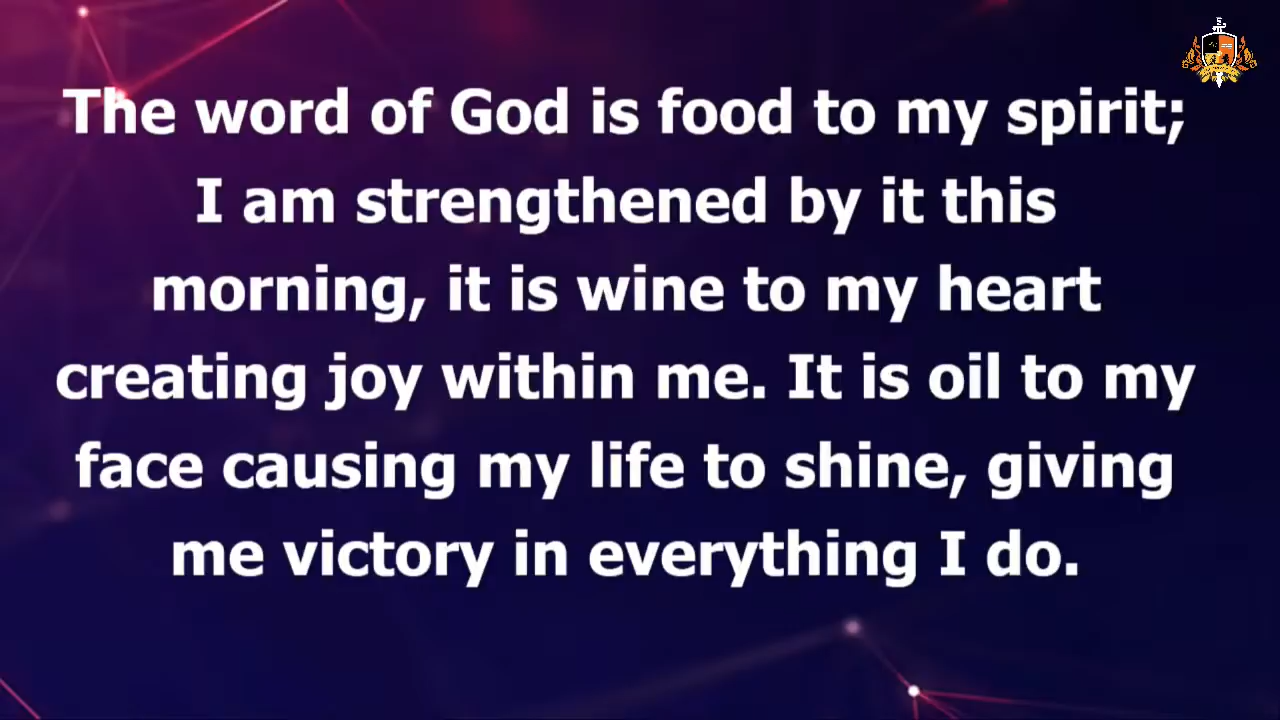 The word of God is food to my spirit;
I am strengthened by it this
morning, it is wine to my heart
creating joy within me. It is oil to my
face causing my life to shine, giving
me victory in everything I do.